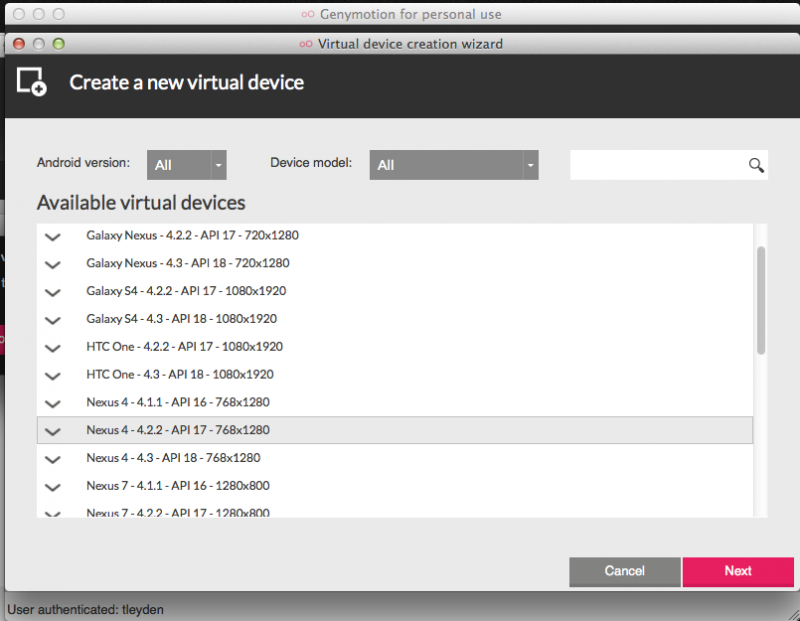 Genymotion for personal use
Virtual device creation wizard
Create a new virtual device
Android version: All Device model: All
Available virtual devices
Galaxy Nexus - 4.2.2 - API 17 - 720x1280
Galaxy Nexus - 4.3 - API 18 - 720x1280
Galaxy S4 - 4.2.2 - API 17 - 1080x1920
Galaxy S4 - 4.3 - API 18 - 1080x1920
HTC One - 4.2.2 - API 17 - 1080x1920
HTC One - 4.3 - API 18 - 1080x1920
Nexus 4 - 4.1.1 - API 16 - 768x1280
Nexus 4 - 4.2.2 - API 17 - 768x1280
Nexus 4 - 4.3 - API 18 - 768x1280
Nexus 7 - 4.1.1 - API 16 - 1280x800
Nexus 7 - 4.2.2 - API 17 - 1280x800
Cancel Next
User authenticated: tleyden